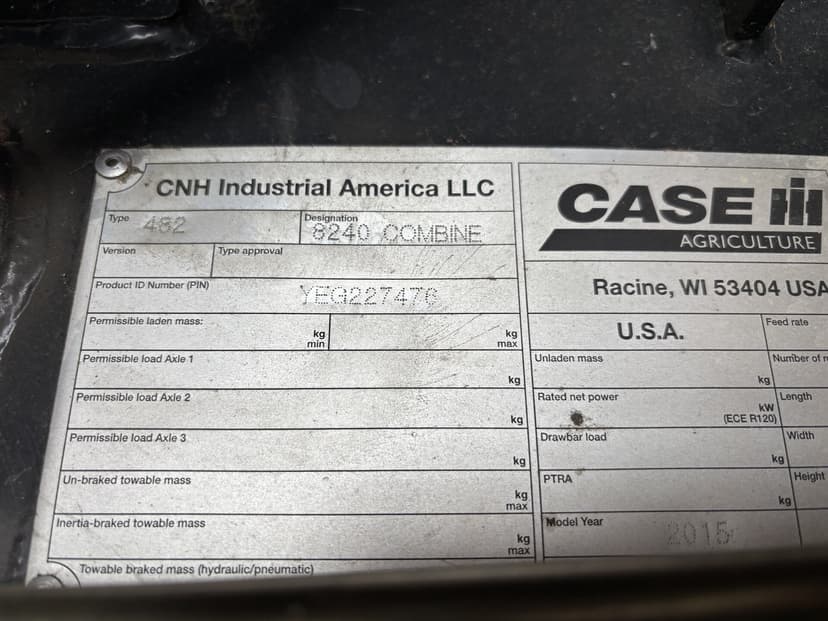 CNH Industrial America LLC
Type 482
Designation 8240 COMBINE
Version
Type approval
Product ID Number (PIN) YEG227476
Permissible laden mass:
kg min
kg max
Permissible load Axle 1
kg
Permissible load Axle 2
kg
Permissible load Axle 3
kg
Un-braked towable mass
kg max
Inertia-braked towable mass
kg max
Towable braked mass (hydraulic/pneumatic)
CASE IH
AGRICULTURE
Racine, WI 53404 USA
U.S.A.
Feed rate
Unladen mass
kg
Number of
Rated net power
kW
(ECE R120)
Length
Drawbar load
kg
Width
PTRA
kg
Height
Model Year 2015